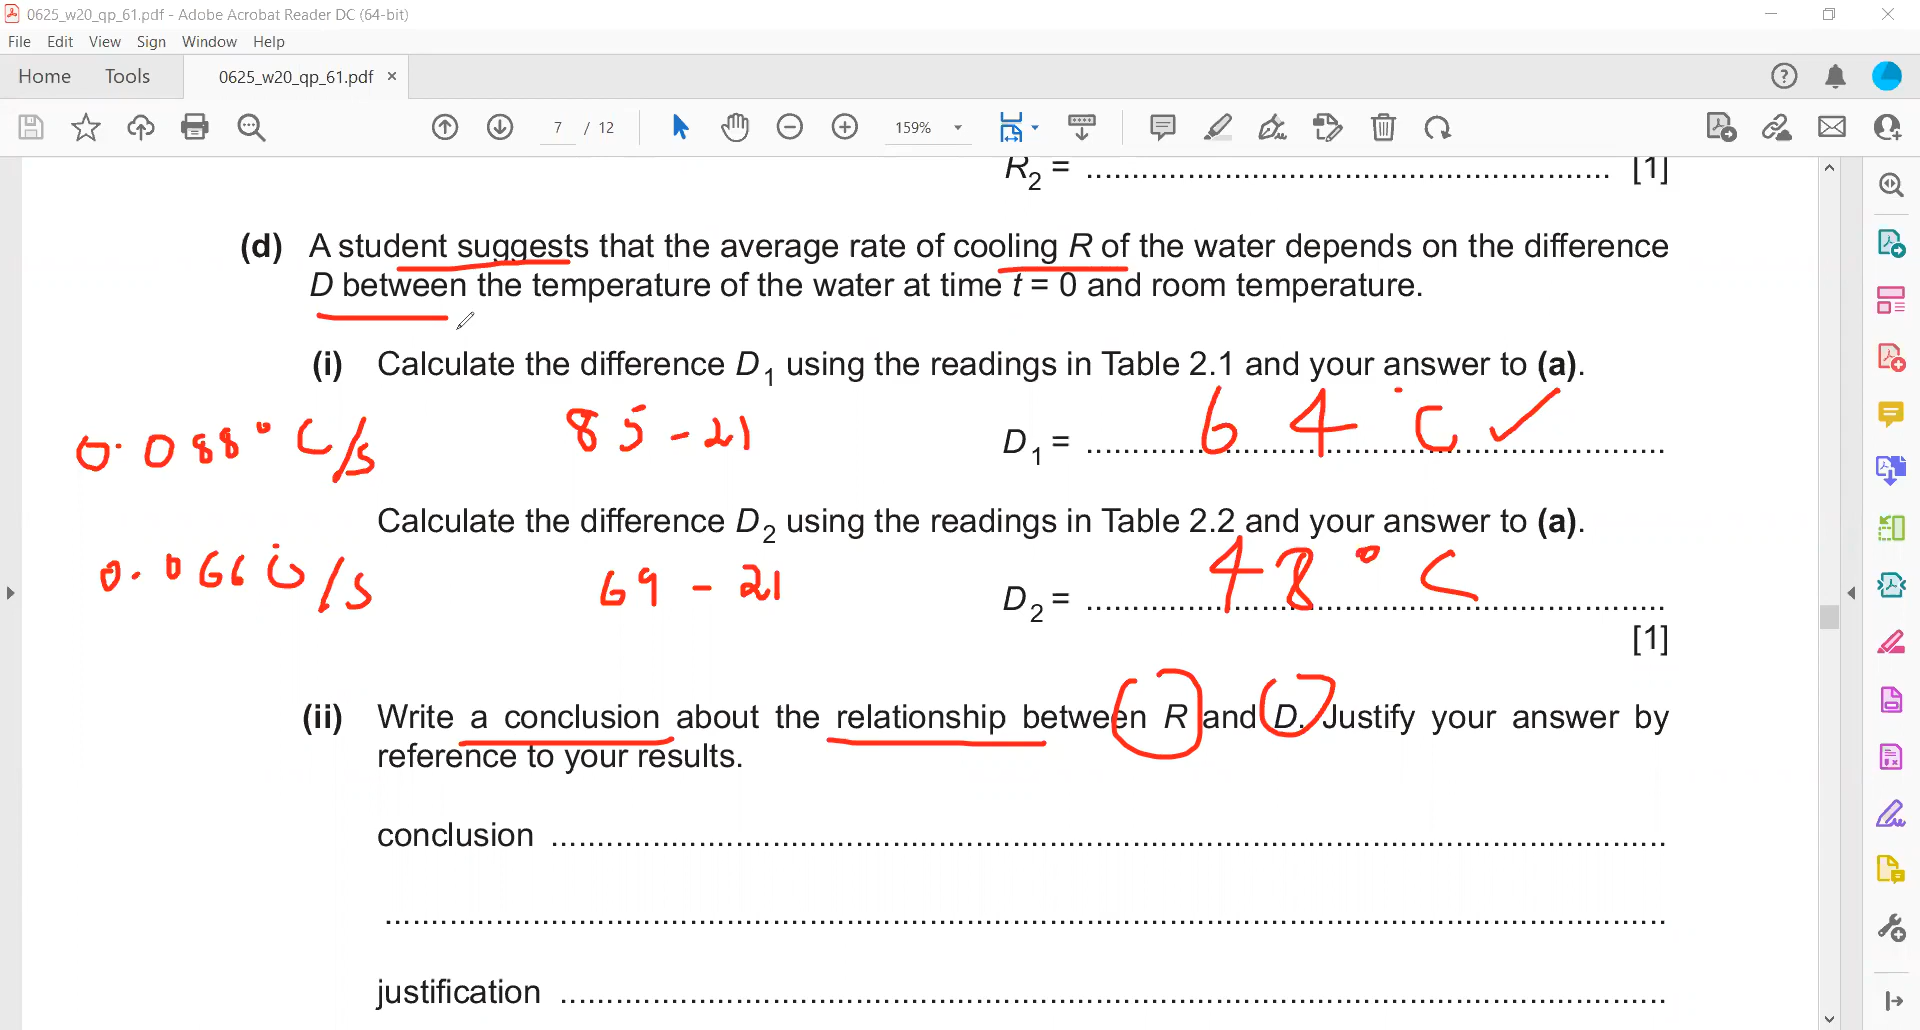 0625_w20_qp_61.pdf - Adobe Acrobat Reader DC (64-bit)
File Edit View Sign Window Help
Home Tools 0625_w20_qp_61.pdf ×
7 / 12 159%
R2 = ........................................................ [1]
(d) A student suggests that the average rate of cooling R of the water depends on the difference
D between the temperature of the water at time t = 0 and room temperature.
(i) Calculate the difference D1 using the readings in Table 2.1 and your answer to (a).
0.088°C/s 85-21 D1 = 64°C ✓
Calculate the difference D2 using the readings in Table 2.2 and your answer to (a).
0.066°C/s 69-21 D2 = 48°C
[1]
(ii) Write a conclusion about the relationship between R and D. Justify your answer by
reference to your results.
conclusion ........................................................
........................................................
justification ........................................................